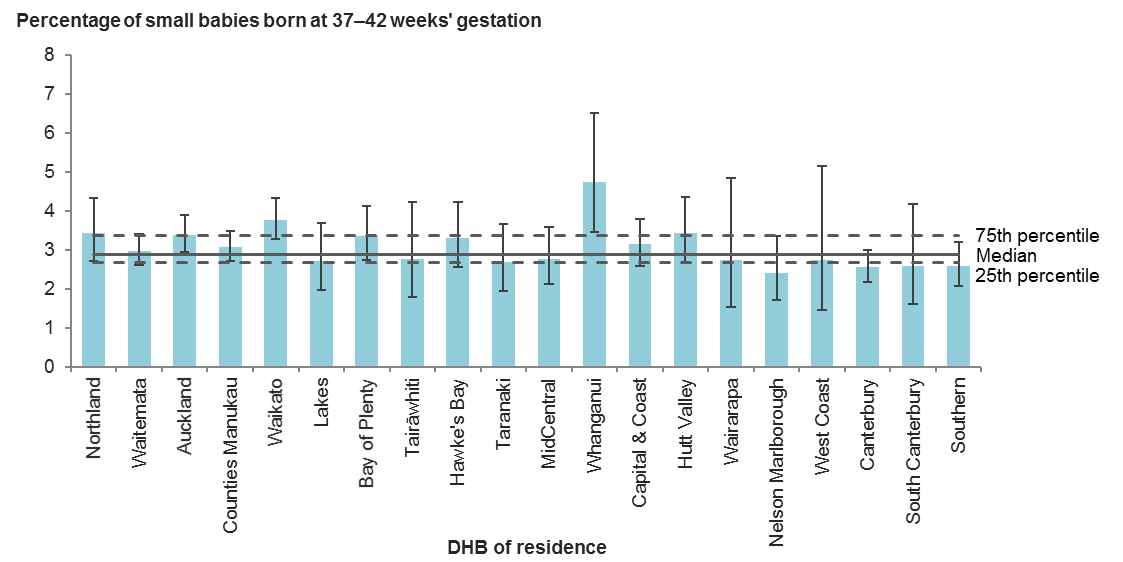 Percentage of small babies born at 37–42 weeks' gestation
8
7
6
5
4
3
2
1
0
75th percentile
Median
25th percentile
Northland
Waitemata
Auckland
Counties Manukau
Waikato
Lakes
Bay of Plenty
Tairāwhiti
Hawke's Bay
Taranaki
MidCentral
Whanganui
Capital & Coast
Hutt Valley
Wairarapa
Nelson Marlborough
West Coast
Canterbury
South Canterbury
Southern
DHB of residence